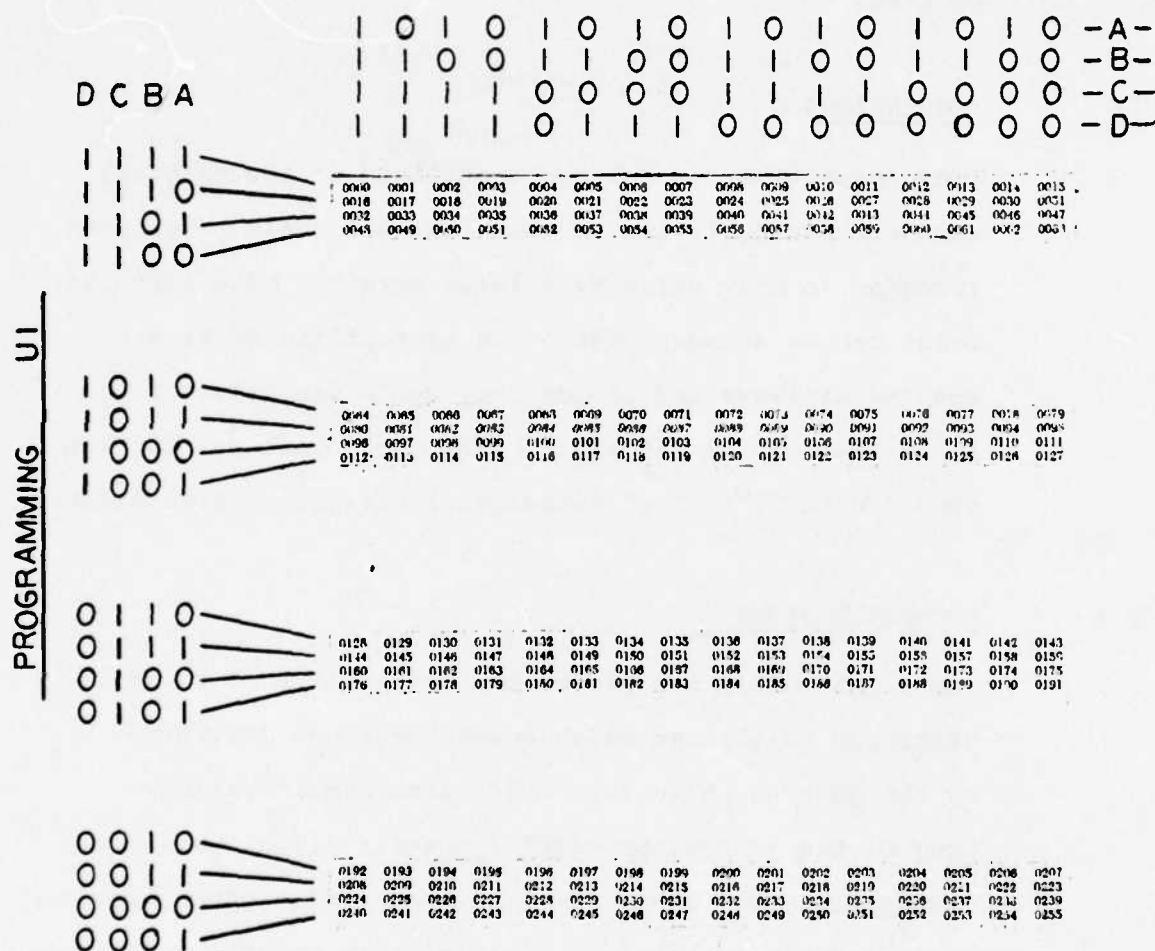 1 0 1 0 1 0 1 0 1 0 1 0 1 0 1 0 -A-
1 1 0 0 1 1 0 0 1 1 0 0 1 1 0 0 -B-
D C B A 1 1 1 1 0 0 0 0 1 1 1 1 0 0 0 0 -C-
1 1 1 1 0 1 1 1 0 0 0 0 0 0 0 0 -D-
1 1 1 1
1 1 1 0
1 1 0 1
1 1 0 0
0000 0001 0002 0003 0004 0005 0006 0007 0008 0009 0010 0011 0012 0013 0014 0015
0016 0017 0018 0019 0020 0021 0022 0023 0024 0025 0026 0027 0028 0029 0030 0031
0032 0033 0034 0035 0036 0037 0038 0039 0040 0041 0042 0043 0044 0045 0046 0047
0048 0049 0050 0051 0052 0053 0054 0055 0056 0057 0058 0059 0060 0061 0062 0063
PROGRAMMING U1
1 0 1 0
1 0 1 1
1 0 0 0
1 0 0 1
0064 0065 0066 0067 0068 0069 0070 0071 0072 0073 0074 0075 0076 0077 0078 0079
0080 0081 0082 0083 0084 0085 0086 0087 0088 0089 0090 0091 0092 0093 0094 0095
0096 0097 0098 0099 0100 0101 0102 0103 0104 0105 0106 0107 0108 0109 0110 0111
0112 0113 0114 0115 0116 0117 0118 0119 0120 0121 0122 0123 0124 0125 0126 0127
0 1 1 0
0 1 1 1
0 1 0 0
0 1 0 1
0128 0129 0130 0131 0132 0133 0134 0135 0136 0137 0138 0139 0140 0141 0142 0143
0144 0145 0146 0147 0148 0149 0150 0151 0152 0153 0154 0155 0156 0157 0158 0159
0160 0161 0162 0163 0164 0165 0166 0167 0168 0169 0170 0171 0172 0173 0174 0175
0176 0177 0178 0179 0180 0181 0182 0183 0184 0185 0186 0187 0188 0189 0190 0191
0 0 1 0
0 0 1 1
0 0 0 0
0 0 0 1
0192 0193 0194 0195 0196 0197 0198 0199 0200 0201 0202 0203 0204 0205 0206 0207
0208 0209 0210 0211 0212 0213 0214 0215 0216 0217 0218 0219 0220 0221 0222 0223
0224 0225 0226 0227 0228 0229 0230 0231 0232 0233 0234 0235 0236 0237 0238 0239
0240 0241 0242 0243 0244 0245 0246 0247 0248 0249 0250 0251 0252 0253 0254 0255